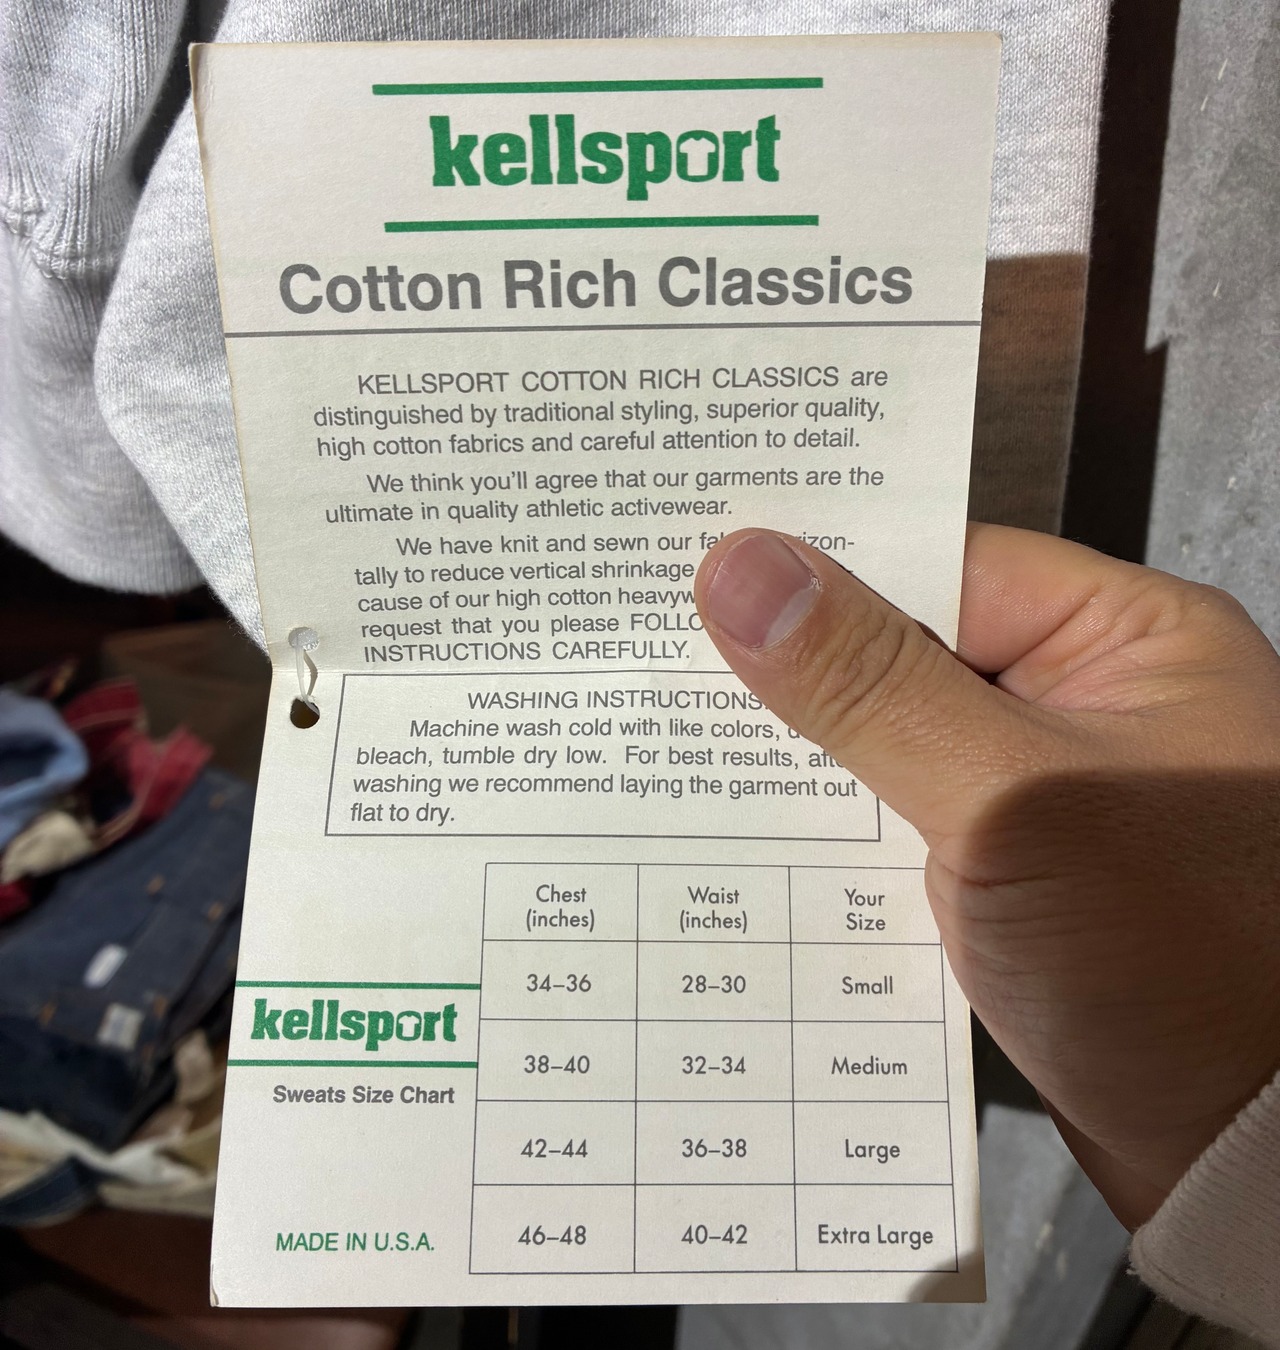 kellsport
Cotton Rich Classics
KELLSPORT COTTON RICH CLASSICS are
distinguished by traditional styling, superior quality,
high cotton fabrics and careful attention to detail.
We think you'll agree that our garments are the
ultimate in quality athletic activewear.
We have knit and sewn our
tally to reduce vertical shrinkage
cause of our high cotton
request that you please
INSTRUCTIONS CAREFULLY.
WASHING INSTRUCTIONS
Machine wash cold with like colors,
bleach, tumble dry low. For best results,
washing we recommend laying the garment out
flat to dry.
Chest (inches) Waist (inches) Your Size
34–36 28–30 Small
38–40 32–34 Medium
42–44 36–38 Large
46–48 40–42 Extra Large
kellsport
Sweats Size Chart
MADE IN U.S.A.